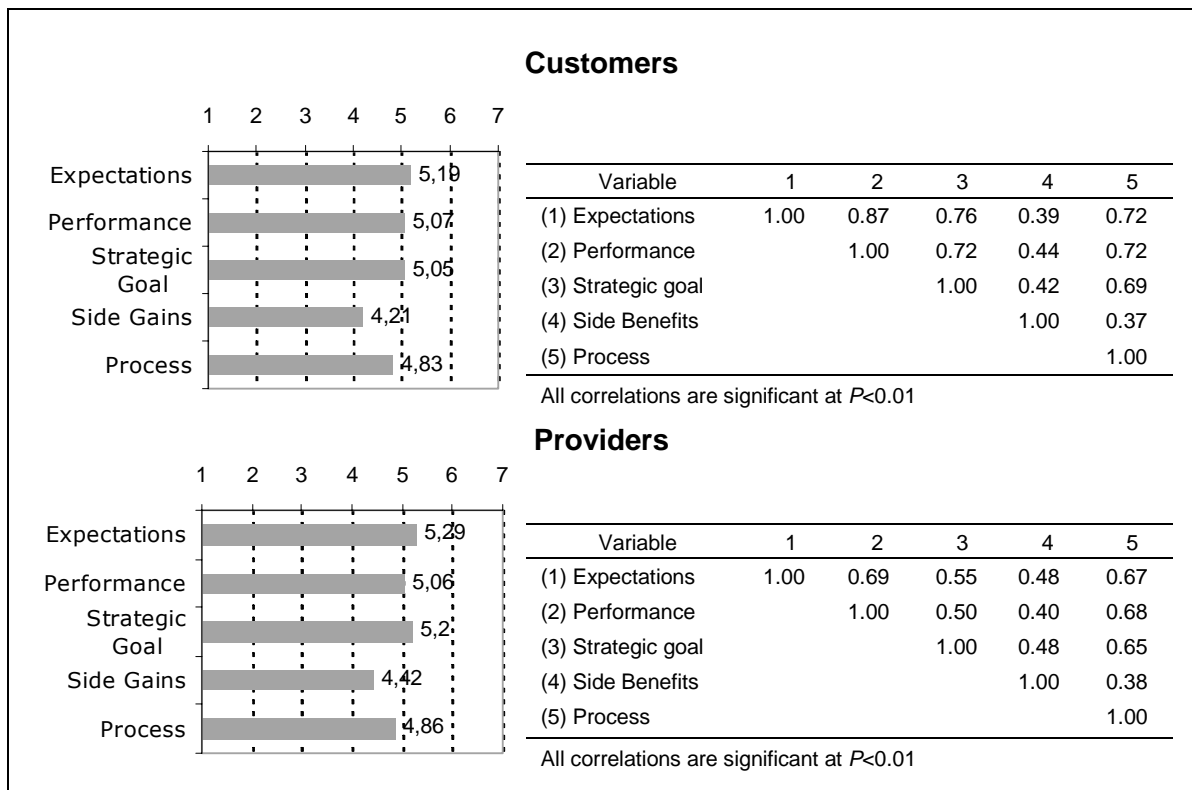 Customers
1 2 3 4 5 6 7
Expectations 5,19
Performance 5,07
Strategic
Goal 5,05
Side Gains 4,21
Process 4,83
Variable 1 2 3 4 5
(1) Expectations 1.00 0.87 0.76 0.39 0.72
(2) Performance 1.00 0.72 0.44 0.72
(3) Strategic goal 1.00 0.42 0.69
(4) Side Benefits 1.00 0.37
(5) Process 1.00
All correlations are significant at P<0.01
Providers
1 2 3 4 5 6 7
Expectations 5,29
Performance 5,06
Strategic
Goal 5,2
Side Gains 4,42
Process 4,86
Variable 1 2 3 4 5
(1) Expectations 1.00 0.69 0.55 0.48 0.67
(2) Performance 1.00 0.50 0.40 0.68
(3) Strategic goal 1.00 0.48 0.65
(4) Side Benefits 1.00 0.38
(5) Process 1.00
All correlations are significant at P<0.01